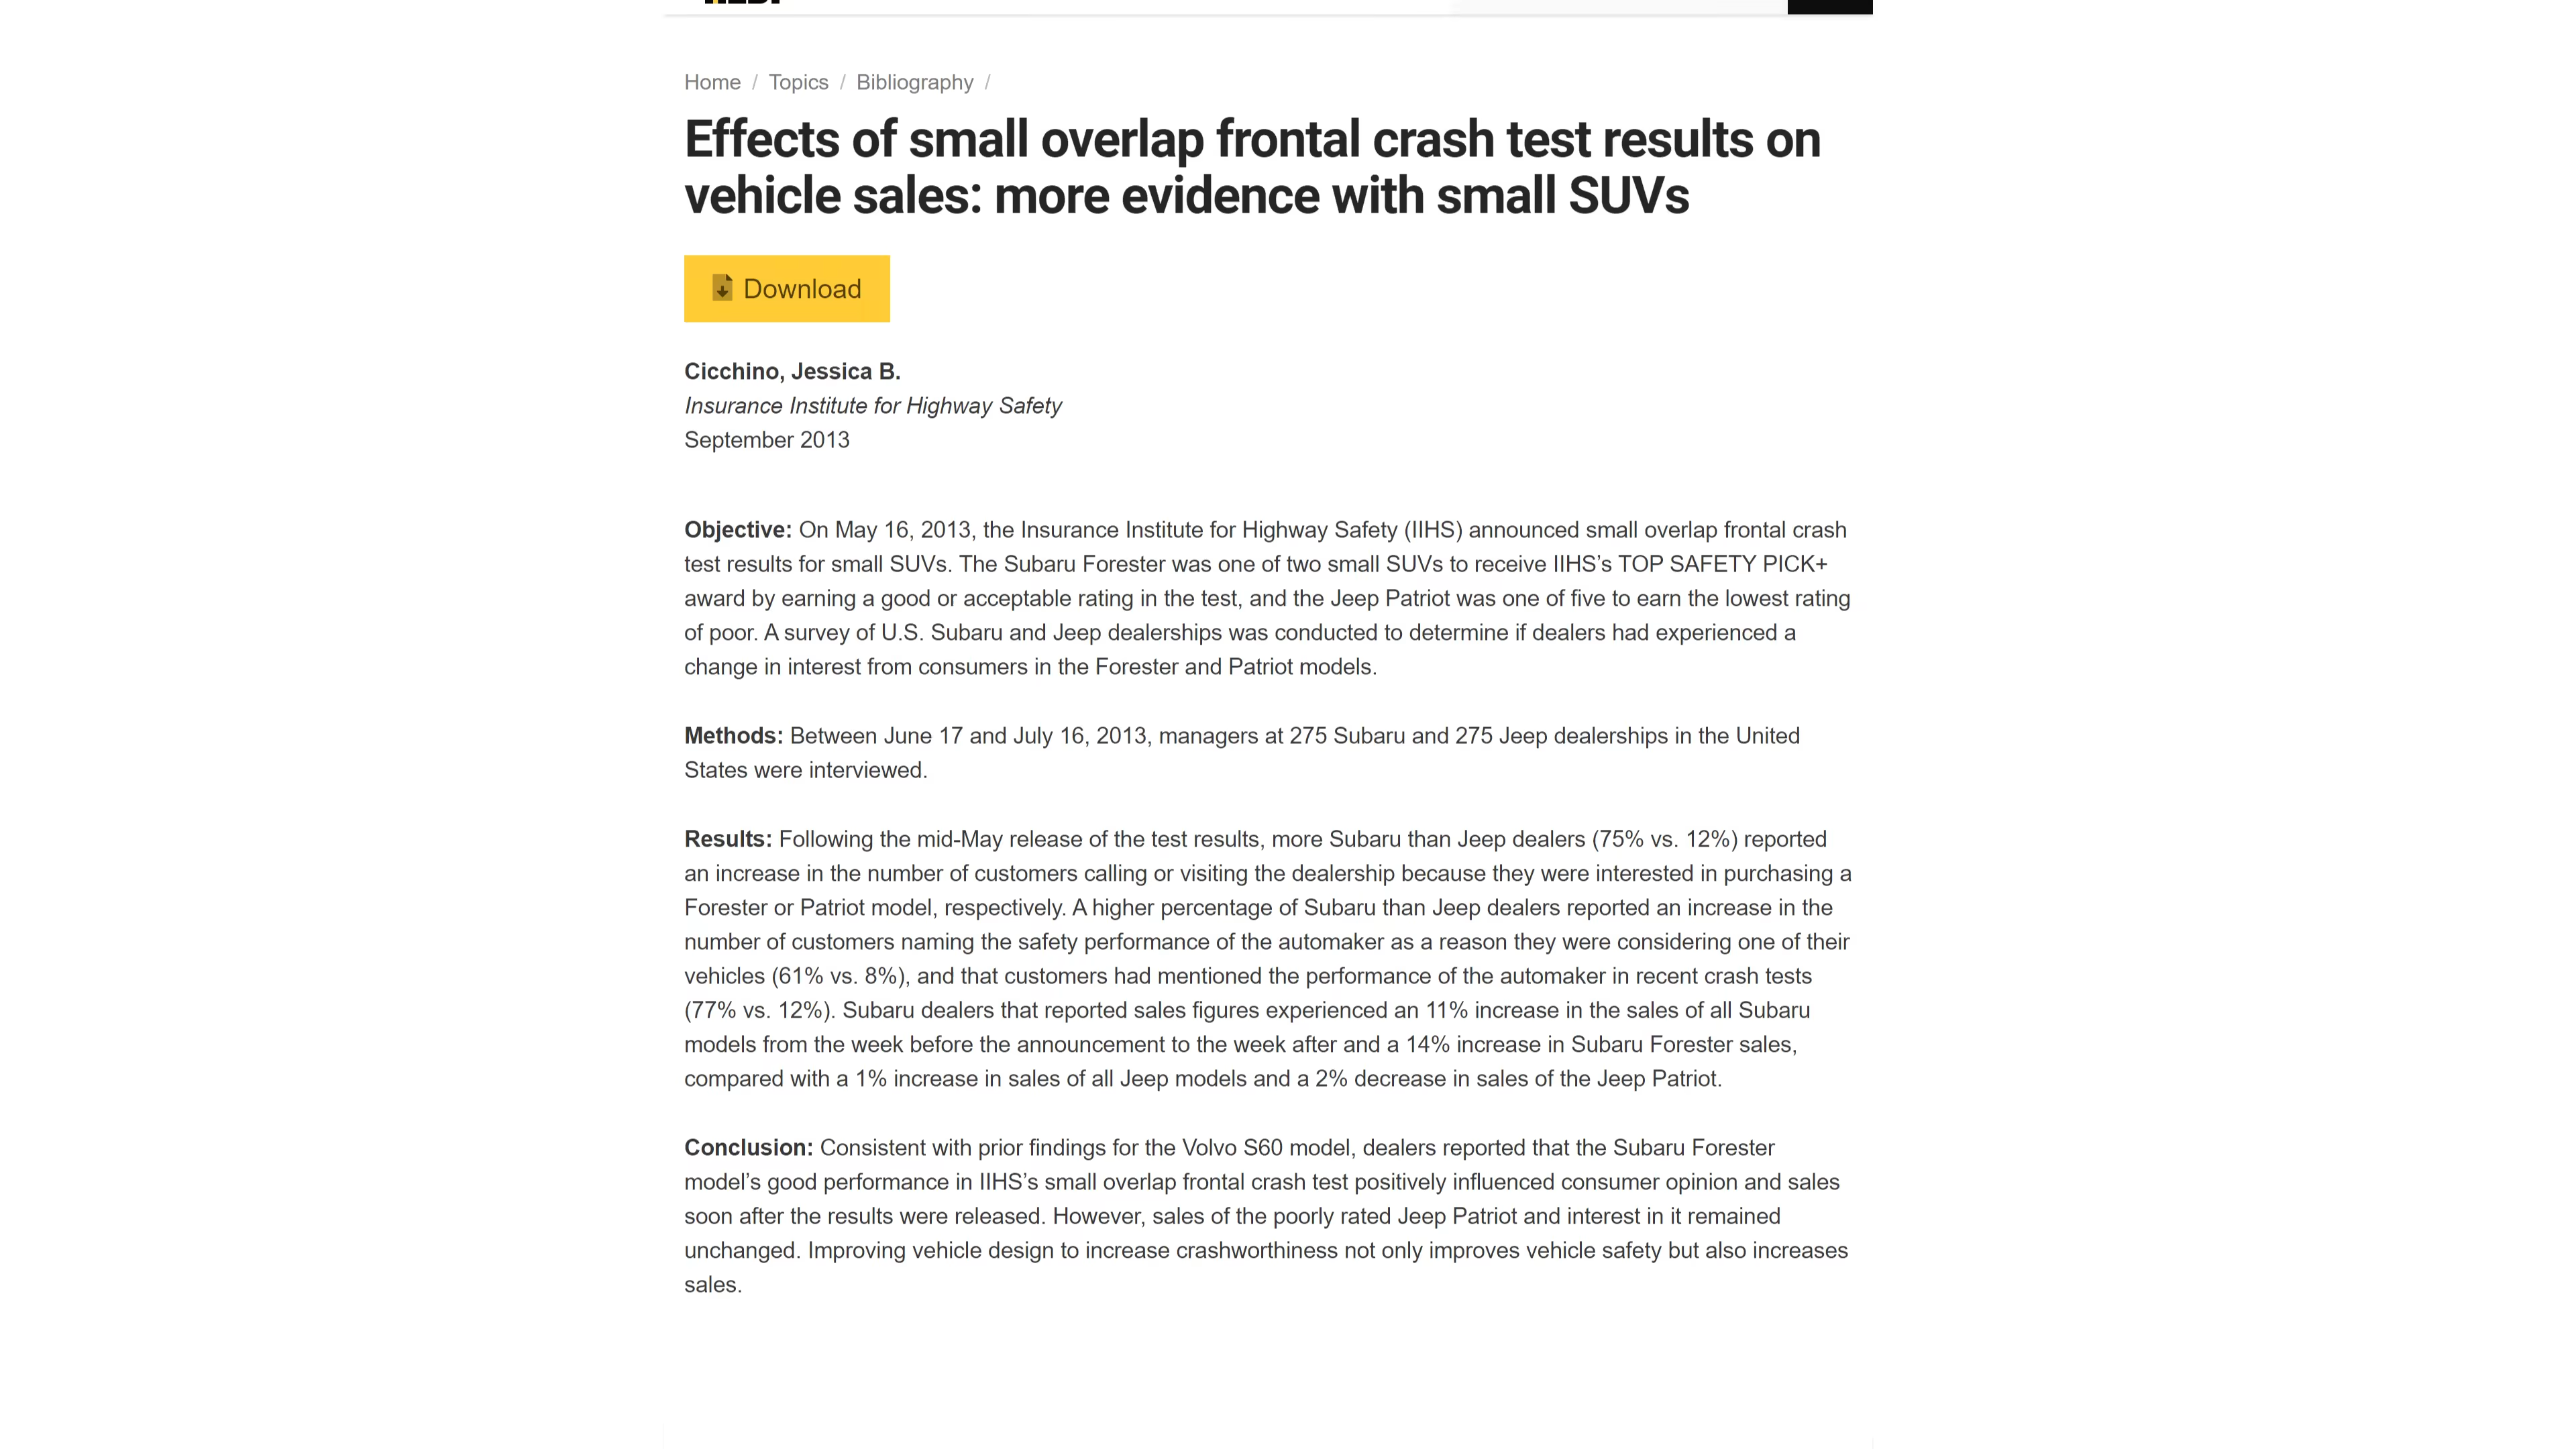 Home / Topics / Bibliography /
Effects of small overlap frontal crash test results on
vehicle sales: more evidence with small SUVs
Download
Cicchino, Jessica B.
Insurance Institute for Highway Safety
September 2013
Objective: On May 16, 2013, the Insurance Institute for Highway Safety (IIHS) announced small overlap frontal crash
test results for small SUVs. The Subaru Forester was one of two small SUVs to receive IIHS’s TOP SAFETY PICK+
award by earning a good or acceptable rating in the test, and the Jeep Patriot was one of five to earn the lowest rating
of poor. A survey of U.S. Subaru and Jeep dealerships was conducted to determine if dealers had experienced a
change in interest from consumers in the Forester and Patriot models.
Methods: Between June 17 and July 16, 2013, managers at 275 Subaru and 275 Jeep dealerships in the United
States were interviewed.
Results: Following the mid-May release of the test results, more Subaru than Jeep dealers (75% vs. 12%) reported
an increase in the number of customers calling or visiting the dealership because they were interested in purchasing a
Forester or Patriot model, respectively. A higher percentage of Subaru than Jeep dealers reported an increase in the
number of customers naming the safety performance of the automaker as a reason they were considering one of their
vehicles (61% vs. 8%), and that customers had mentioned the performance of the automaker in recent crash tests
(77% vs. 12%). Subaru dealers that reported sales figures experienced an 11% increase in the sales of all Subaru
models from the week before the announcement to the week after and a 14% increase in Subaru Forester sales,
compared with a 1% increase in sales of all Jeep models and a 2% decrease in sales of the Jeep Patriot.
Conclusion: Consistent with prior findings for the Volvo S60 model, dealers reported that the Subaru Forester
model’s good performance in IIHS’s small overlap frontal crash test positively influenced consumer opinion and sales
soon after the results were released. However, sales of the poorly rated Jeep Patriot and interest in it remained
unchanged. Improving vehicle design to increase crashworthiness not only improves vehicle safety but also increases
sales.